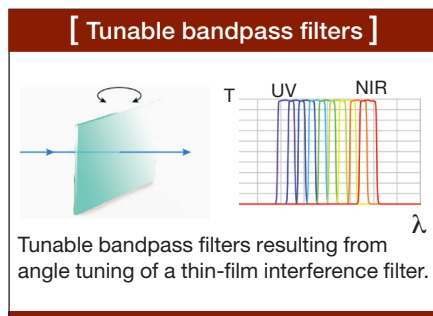 [ Tunable bandpass filters ]
T UV NIR
λ
Tunable bandpass filters resulting from
angle tuning of a thin-film interference filter.